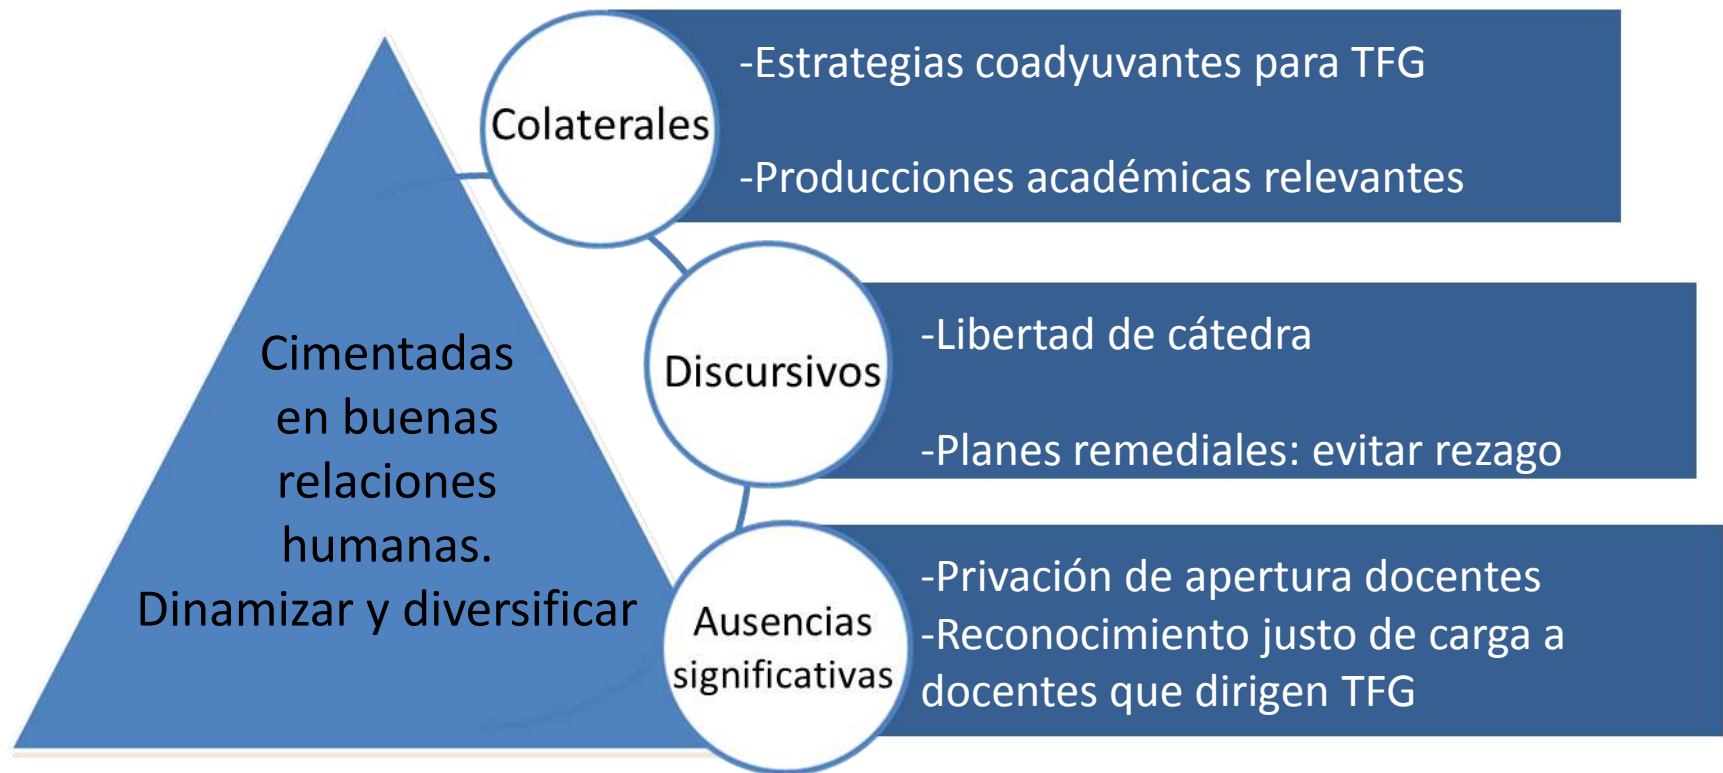 Cimentadas
en buenas
relaciones
humanas.
Dinamizar y diversificar
Colaterales
-Estrategias coadyuvantes para TFG
-Producciones académicas relevantes
Discursivos
-Libertad de cátedra
-Planes remediales: evitar rezago
Ausencias
significativas
-Privación de apertura docentes
-Reconocimiento justo de carga a
docentes que dirigen TFG